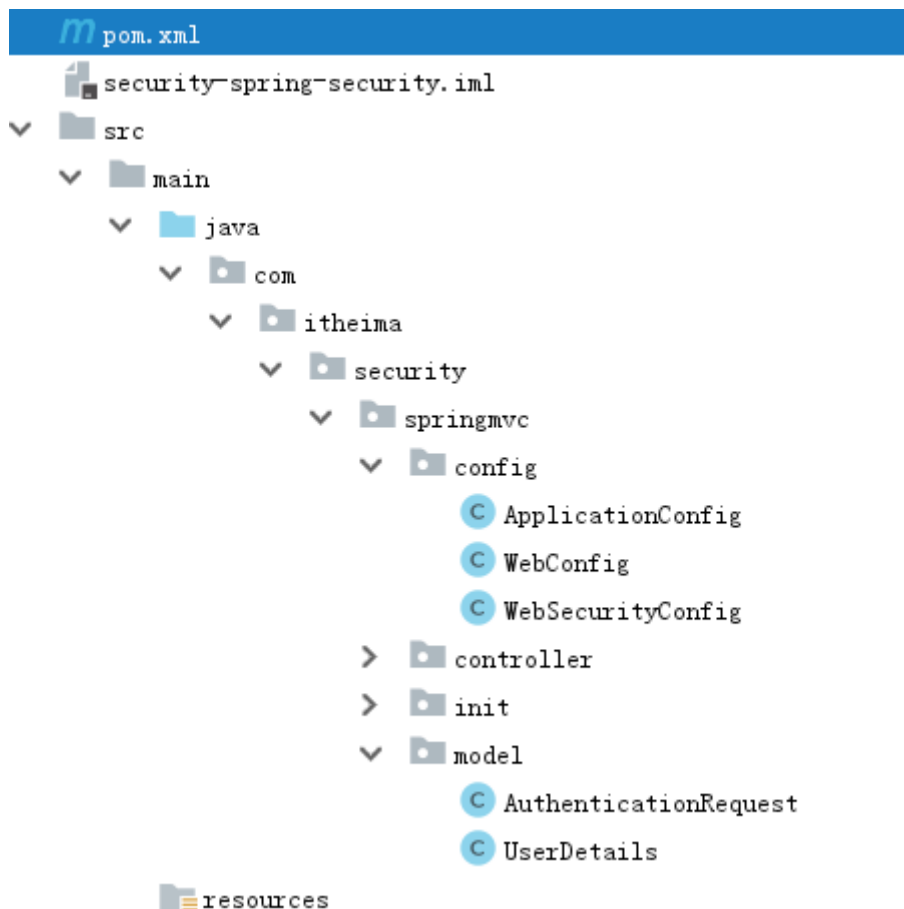 m pom.xml
security-spring-security.iml
src
main
java
com
itheima
security
springmvc
config
C ApplicationConfig
C WebConfig
C WebSecurityConfig
controller
init
model
C AuthenticationRequest
C UserDetails
resources